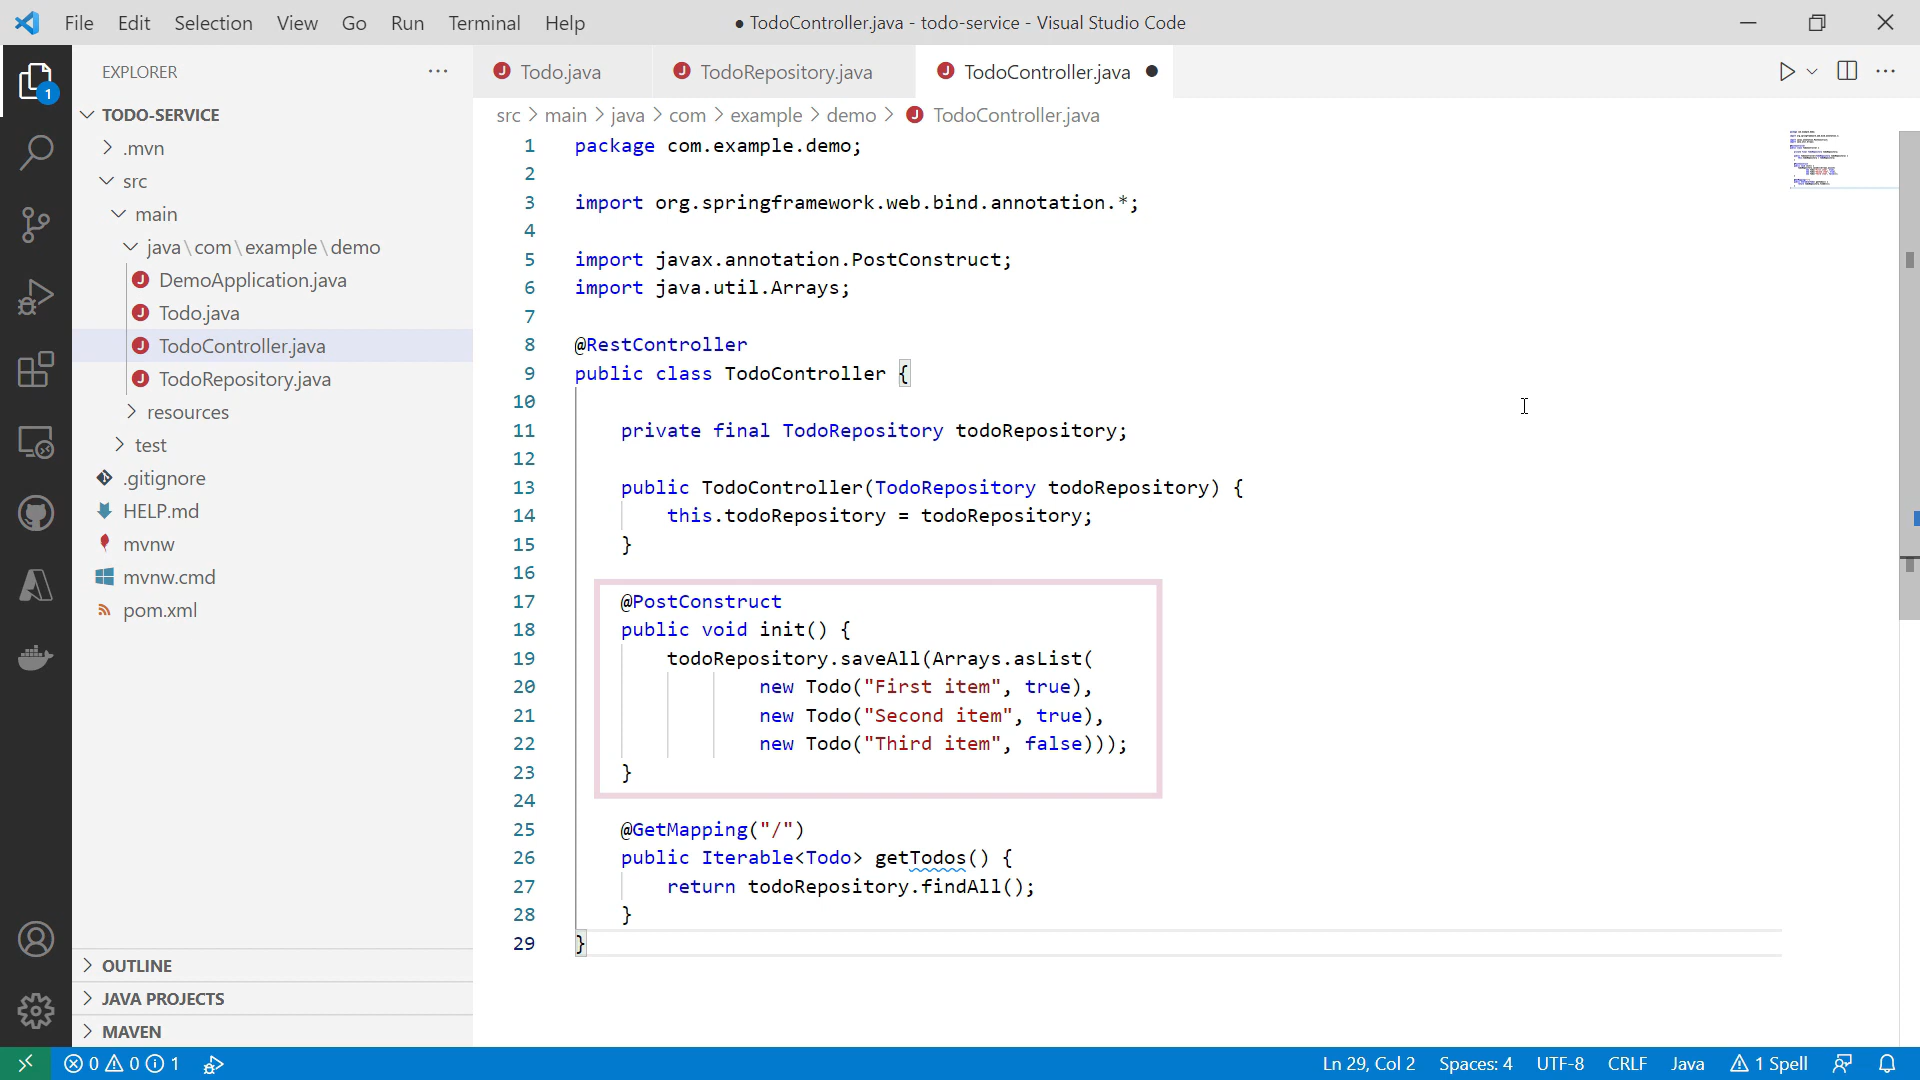 File Edit Selection View Go Run Terminal Help
● TodoController.java - todo-service - Visual Studio Code
EXPLORER
1
TODO-SERVICE
.mvn
src
main
java\com\example\demo
DemoApplication.java
Todo.java
TodoController.java
TodoRepository.java
resources
test
.gitignore
HELP.md
mvnw
mvnw.cmd
pom.xml
OUTLINE
JAVA PROJECTS
MAVEN
Todo.java TodoRepository.java TodoController.java
src > main > java > com > example > demo > TodoController.java
1 package com.example.demo;
2
3 import org.springframework.web.bind.annotation.*;
4
5 import javax.annotation.PostConstruct;
6 import java.util.Arrays;
7
8 @RestController
9 public class TodoController {
10
11 private final TodoRepository todoRepository;
12
13 public TodoController(TodoRepository todoRepository) {
14 this.todoRepository = todoRepository;
15 }
16
17 @PostConstruct
18 public void init() {
19 todoRepository.saveAll(Arrays.asList(
20 new Todo("First item", true),
21 new Todo("Second item", true),
22 new Todo("Third item", false)));
23 }
24
25 @GetMapping("/")
26 public Iterable<Todo> getTodos() {
27 return todoRepository.findAll();
28 }
29 }
0 0 1
Ln 29, Col 2 Spaces: 4 UTF-8 CRLF Java 1 Spell